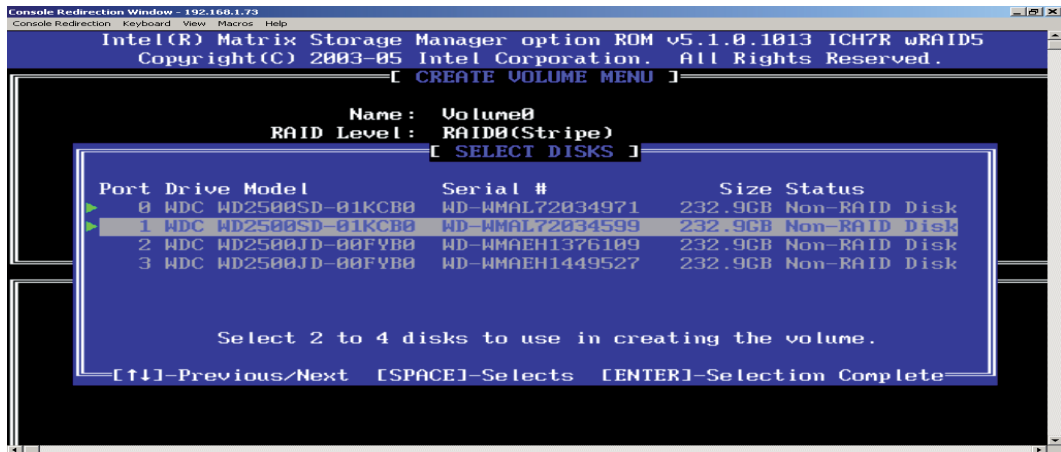 Console Redirection Window - 192.168.1.73
Console Redirection Keyboard View Macros Help
Intel(R) Matrix Storage Manager option ROM v5.1.0.1013 ICH7R wRAID5
Copyright(C) 2003-05 Intel Corporation. All Rights Reserved.
[ CREATE VOLUME MENU ]
Name: Volume0
RAID Level: RAID0(Stripe)
[ SELECT DISKS ]
Port Drive Model Serial # Size Status
0 WDC WD2500SD-01KCB0 WD-WMAL72034971 232.9GB Non-RAID Disk
1 WDC WD2500SD-01KCB0 WD-WMAL72034599 232.9GB Non-RAID Disk
2 WDC WD2500JD-00FYB0 WD-WMAEH1376109 232.9GB Non-RAID Disk
3 WDC WD2500JD-00FYB0 WD-WMAEH1449527 232.9GB Non-RAID Disk
Select 2 to 4 disks to use in creating the volume.
[↑↓]-Previous/Next [SPACE]-Selects [ENTER]-Selection Complete